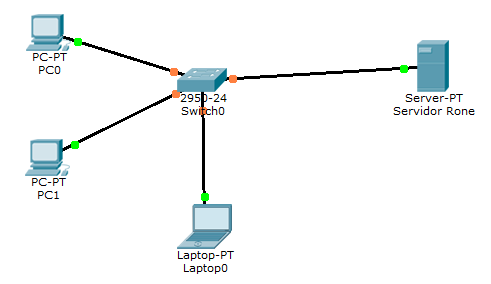 PC-PT
PC0
2950-24
Switch0
Server-PT
Servidor Rone
PC-PT
PC1
Laptop-PT
Laptop0